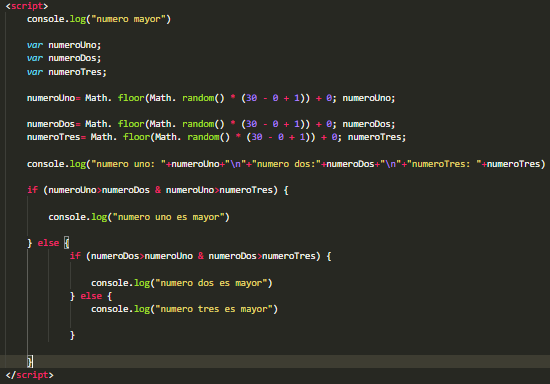 <script>
console.log("numero mayor")
var numeroUno;
var numeroDos;
var numeroTres;
numeroUno= Math. floor(Math. random() * (30 - 0 + 1)) + 0; numeroUno;
numeroDos= Math. floor(Math. random() * (30 - 0 + 1)) + 0; numeroDos;
numeroTres= Math. floor(Math. random() * (30 - 0 + 1)) + 0; numeroTres;
console.log("numero uno: "+numeroUno+"\n"+"numero dos:"+numeroDos+"\n"+"numeroTres: "+numeroTres)
if (numeroUno>numeroDos & numeroUno>numeroTres) {
console.log("numero uno es mayor")
} else {
if (numeroDos>numeroUno & numeroDos>numeroTres) {
console.log("numero dos es mayor")
} else {
console.log("numero tres es mayor")
}
}
</script>